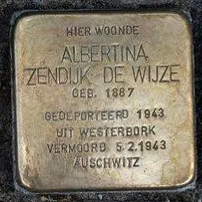 HIER WOONDE
ALBERTINA
ZENDIJK-DE WIJZE
GEB. 1887
GEDEPORTEERD 1943
UIT WESTERBORK
VERMOORD 5.2.1943
AUSCHWITZ